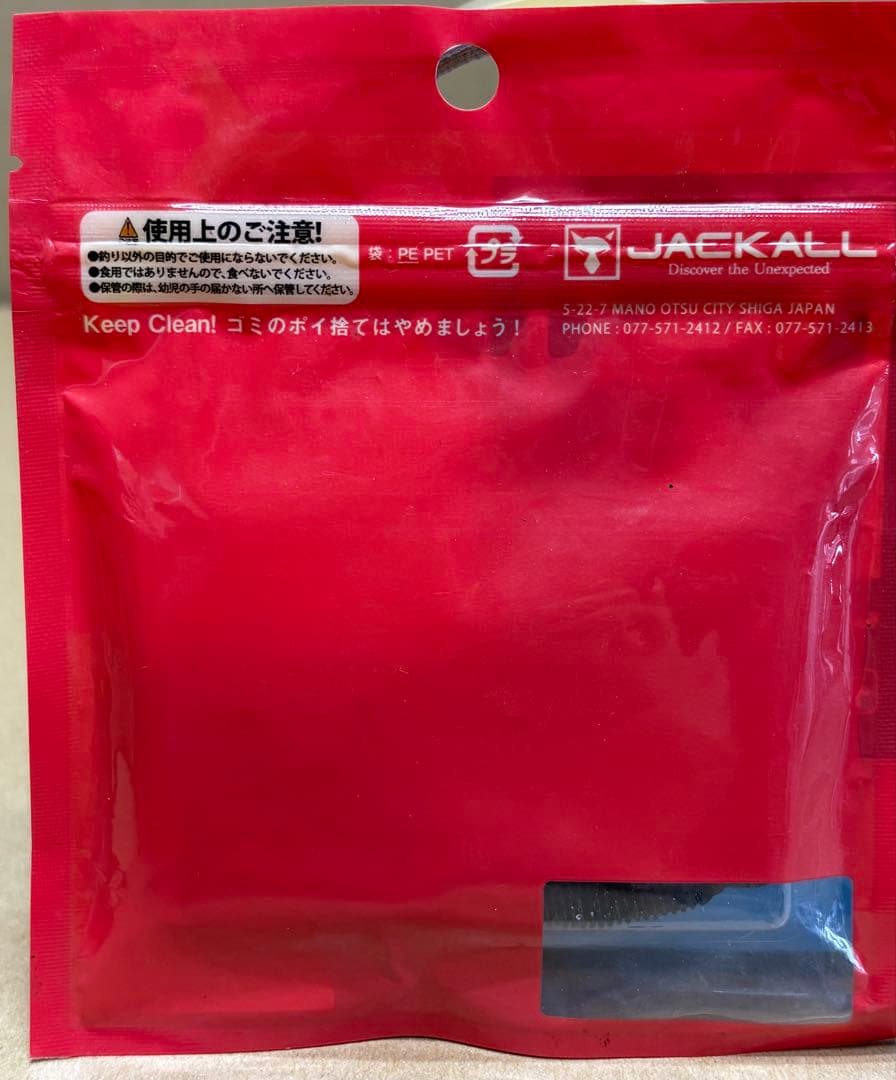 使用上のご注意!
●釣り以外の目的でご使用にならないでください。
●食用ではありませんので、食べないでください。
●保管の際は、幼児の手の届かない所へ保管してください。
袋 : PE PET
プラ
JACKALL
Discover the Unexpected
5-22-7 MANO OTSU CITY SHIGA JAPAN
PHONE : 077-571-2412 / FAX : 077-571-2413
Keep Clean! ゴミのポイ捨てはやめましょう!